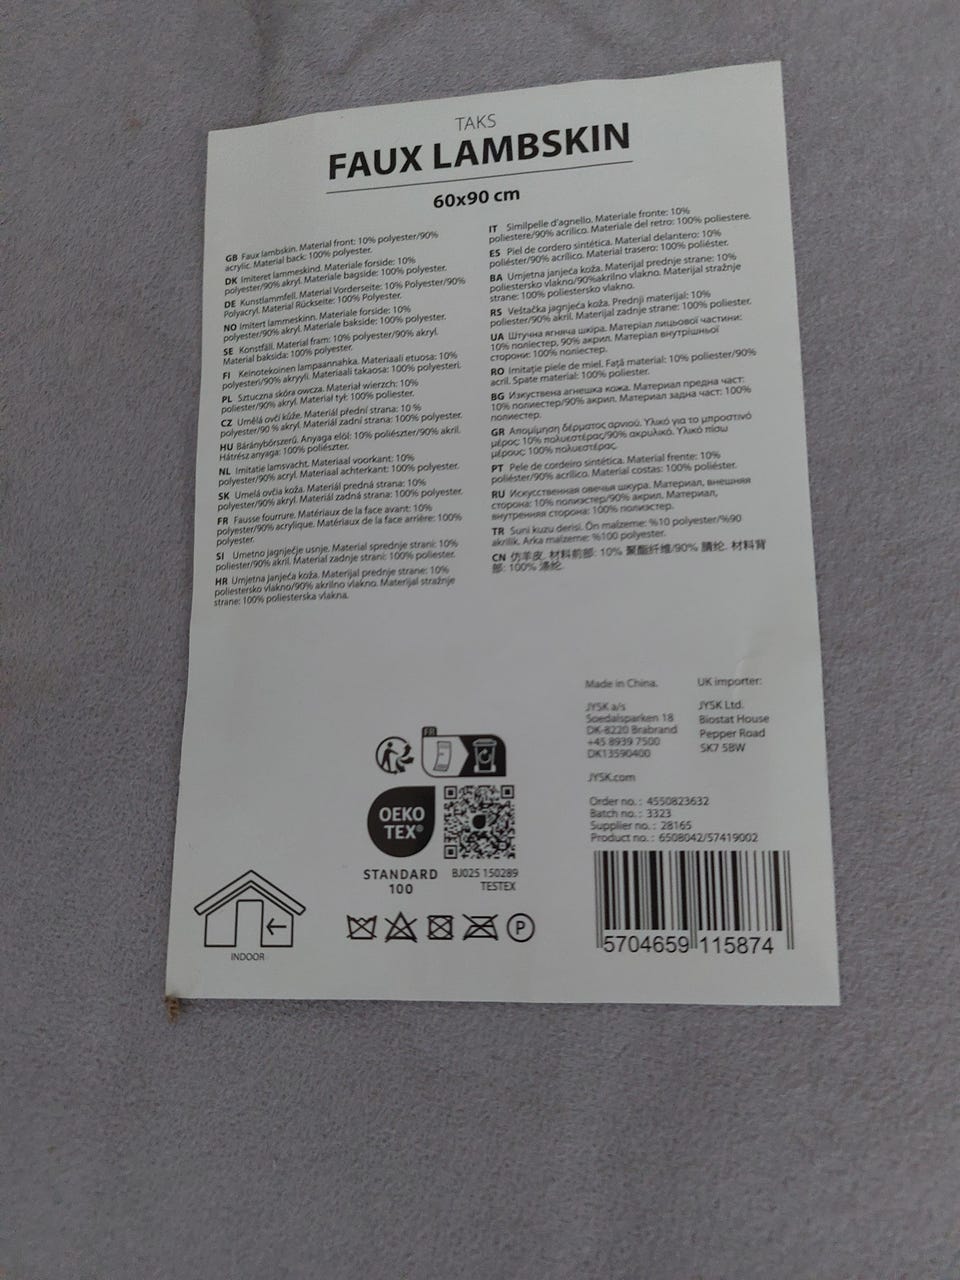 TAKS
FAUX LAMBSKIN
60x90 cm
GB Faux lambskin. Material front: 10% polyester/90%
acrylic. Material back: 100% polyester.
DK Imiteret lammeskind. Materiale forside: 10%
polyester/90% akryl. Materiale bagside: 100% polyester.
DE Kunstlammfell. Material Vorderseite: 10% Polyester/90%
Polyacryl. Material Rückseite: 100% Polyester.
NO Imitert lammeskinn. Materiale forside: 10%
polyester/90% akryl. Materiale bakside: 100% polyester.
SE Konstfäll. Material fram: 10% polyester/90% akryl.
Material baksida: 100% polyester.
FI Keinotekoinen lampaannahka. Materiaali etuosa: 10%
polyesteri/90% akryyli. Materiaali takaosa: 100% polyesteri.
PL Sztuczna skóra owcza. Materiał wierzch: 10%
poliester/90% akryl. Materiał tył: 100% poliester.
CZ Umělá ovčí kůže. Materiál přední strana: 10 %
polyester/90 % akryl. Materiál zadní strana: 100% polyester.
HU Báránybőrszerű. Anyaga elöl: 10% poliészter/90% akril.
Hátrész anyaga: 100% poliészter.
NL Imitatie lamsvacht. Materiaal voorkant: 10%
polyester/90% acryl. Materiaal achterkant: 100% polyester.
SK Umelá ovčia koža. Materiál predná strana: 10%
polyester/90% akryl. Materiál zadná strana: 100% polyester.
FR Fausse fourrure. Matériaux de la face avant: 10%
polyester/90% acrylique. Matériaux de la face arrière: 100%
polyester.
SI Umetno jagnječje usnje. Material sprednje strani: 10%
poliester/90% akril. Material zadnje strani: 100% poliester.
HR Umjetna janjeća koža. Materijal prednje strane: 10%
poliestersko vlakno/90% akrilno vlakno. Materijal stražnje
strane: 100% poliesterska vlakna.
IT Similpelle d'agnello. Materiale fronte: 10%
poliestere/90% acrilico. Materiale del retro: 100% poliestere.
ES Piel de cordero sintética. Material delantero: 10%
poliéster/90% acrílico. Material trasero: 100% poliéster.
BA Umjetna janjeća koža. Materijal prednje strane: 10%
poliestersko vlakno/90%akrilno vlakno. Materijal stražnje
strane: 100% poliestersko vlakno.
RS Veštačka jagnjeća koža. Prednji materijal: 10%
poliester/90% akril. Materijal zadnje strane: 100% poliester.
UA Штучна ягняча шкіра. Матеріал лицьової частини:
10% поліестер, 90% акрил. Матеріал внутрішньої
сторони: 100% поліестер.
RO Imitație piele de miel. Față material: 10% poliester/90%
acril. Spate material: 100% poliester.
BG Изкуствена агнешка кожа. Материал предна част:
10% полиестер/90% акрил. Материал задна част: 100%
полиестер.
GR Απομίμηση δέρματος αρνιού. Υλικό για το μπροστινό
μέρος: 10% πολυεστέρας/90% ακρυλικό. Υλικό πίσω
μέρους: 100% πολυεστέρας.
PT Pele de cordeiro sintética. Material frente: 10%
poliéster/90% acrílico. Material costas: 100% poliéster.
RU Искусственная овечья шкура. Материал, внешняя
сторона: 10% полиэстер/90% акрил. Материал,
внутренняя сторона: 100% полиэстер.
TR Suni kuzu derisi. Ön malzeme: %10 polyester/%90
akrilik. Arka malzeme: %100 polyester.
CN 仿羊皮. 材料前部: 10% 聚酯纤维/90% 腈纶. 材料背
部: 100% 涤纶.
Made in China.
JYSK a/s
Soedalsparken 18
DK-8220 Brabrand
+45 8939 7500
DK13590400
UK importer:
JYSK Ltd.
Biostat House
Pepper Road
SK7 5BW
JYSK.com
FR
OEKO
TEX®
STANDARD
100
BJ025 150289
TESTEX
Order no.: 4550823632
Batch no.: 3323
Supplier no.: 28165
Product no.: 6508042/57419002
5704659 115874
INDOOR
P